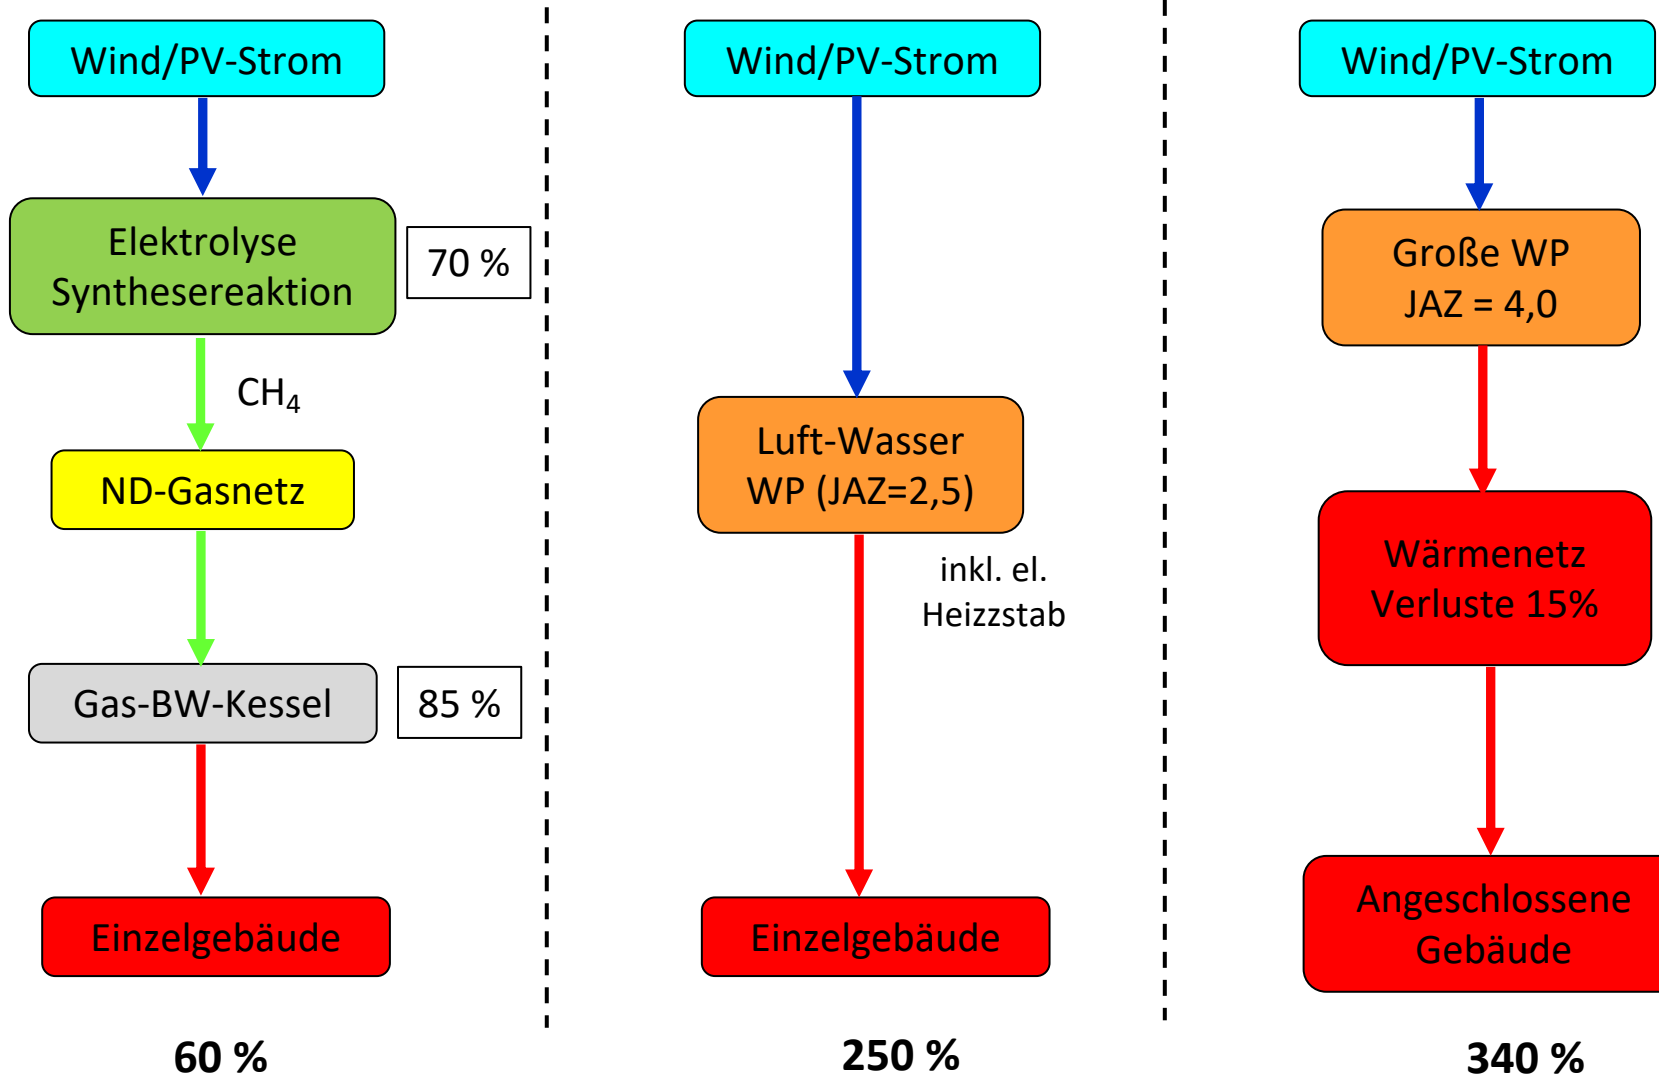 Wind/PV-Strom
Elektrolyse
Synthesereaktion
70 %
CH₄
ND-Gasnetz
Gas-BW-Kessel
85 %
Einzelgebäude
60 %
Wind/PV-Strom
Luft-Wasser
WP (JAZ=2,5)
inkl. el.
Heizzstab
Einzelgebäude
250 %
Wind/PV-Strom
Große WP
JAZ = 4,0
Wärmenetz
Verluste 15%
Angeschlossene
Gebäude
340 %